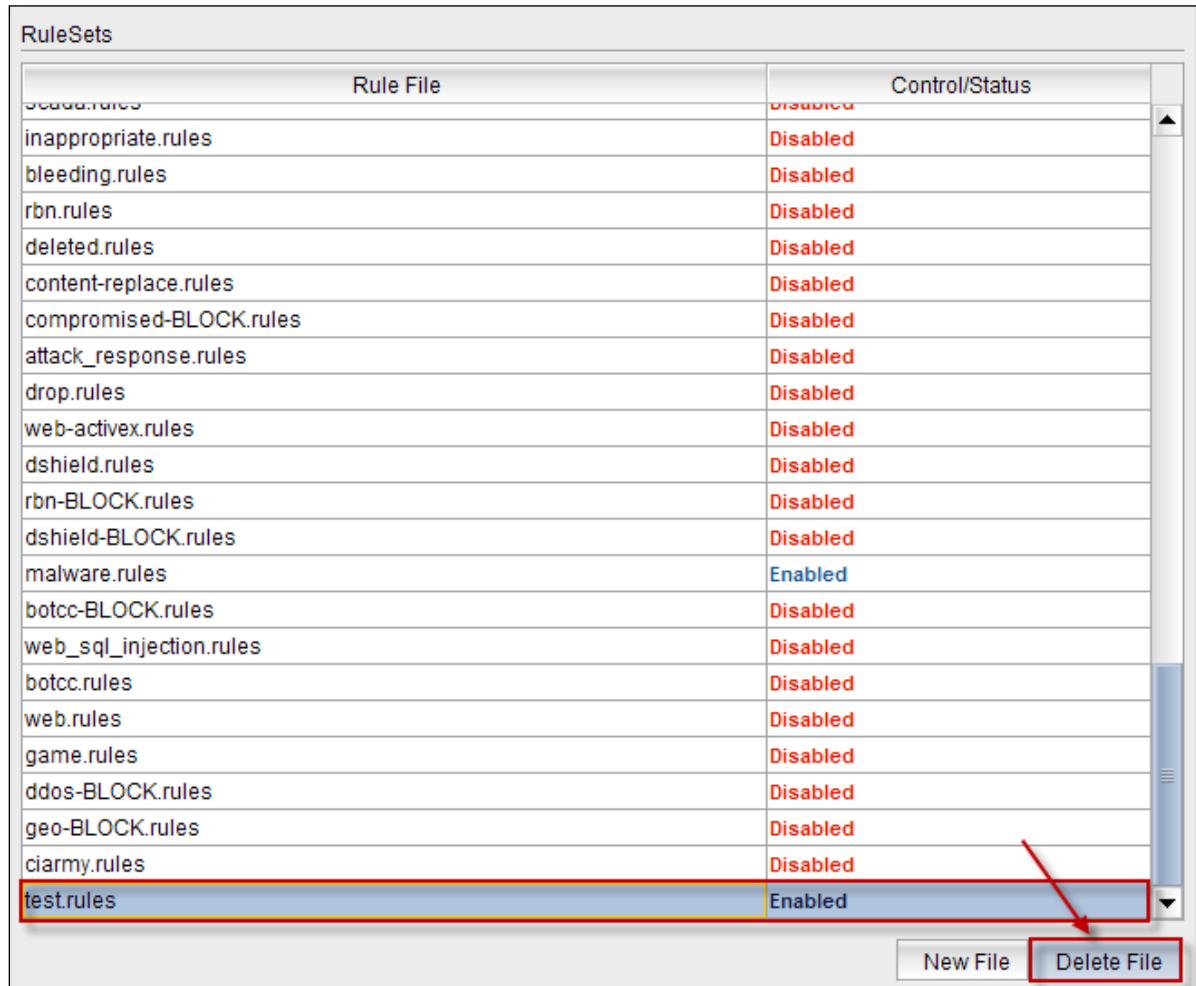 RuleSets
Rule File Control/Status
scada.rules Disabled
inappropriate.rules Disabled
bleeding.rules Disabled
rbn.rules Disabled
deleted.rules Disabled
content-replace.rules Disabled
compromised-BLOCK.rules Disabled
attack_response.rules Disabled
drop.rules Disabled
web-activex.rules Disabled
dshield.rules Disabled
rbn-BLOCK.rules Disabled
dshield-BLOCK.rules Disabled
malware.rules Enabled
botcc-BLOCK.rules Disabled
web_sql_injection.rules Disabled
botcc.rules Disabled
web.rules Disabled
game.rules Disabled
ddos-BLOCK.rules Disabled
geo-BLOCK.rules Disabled
ciarmy.rules Disabled
test.rules Enabled
New File Delete File